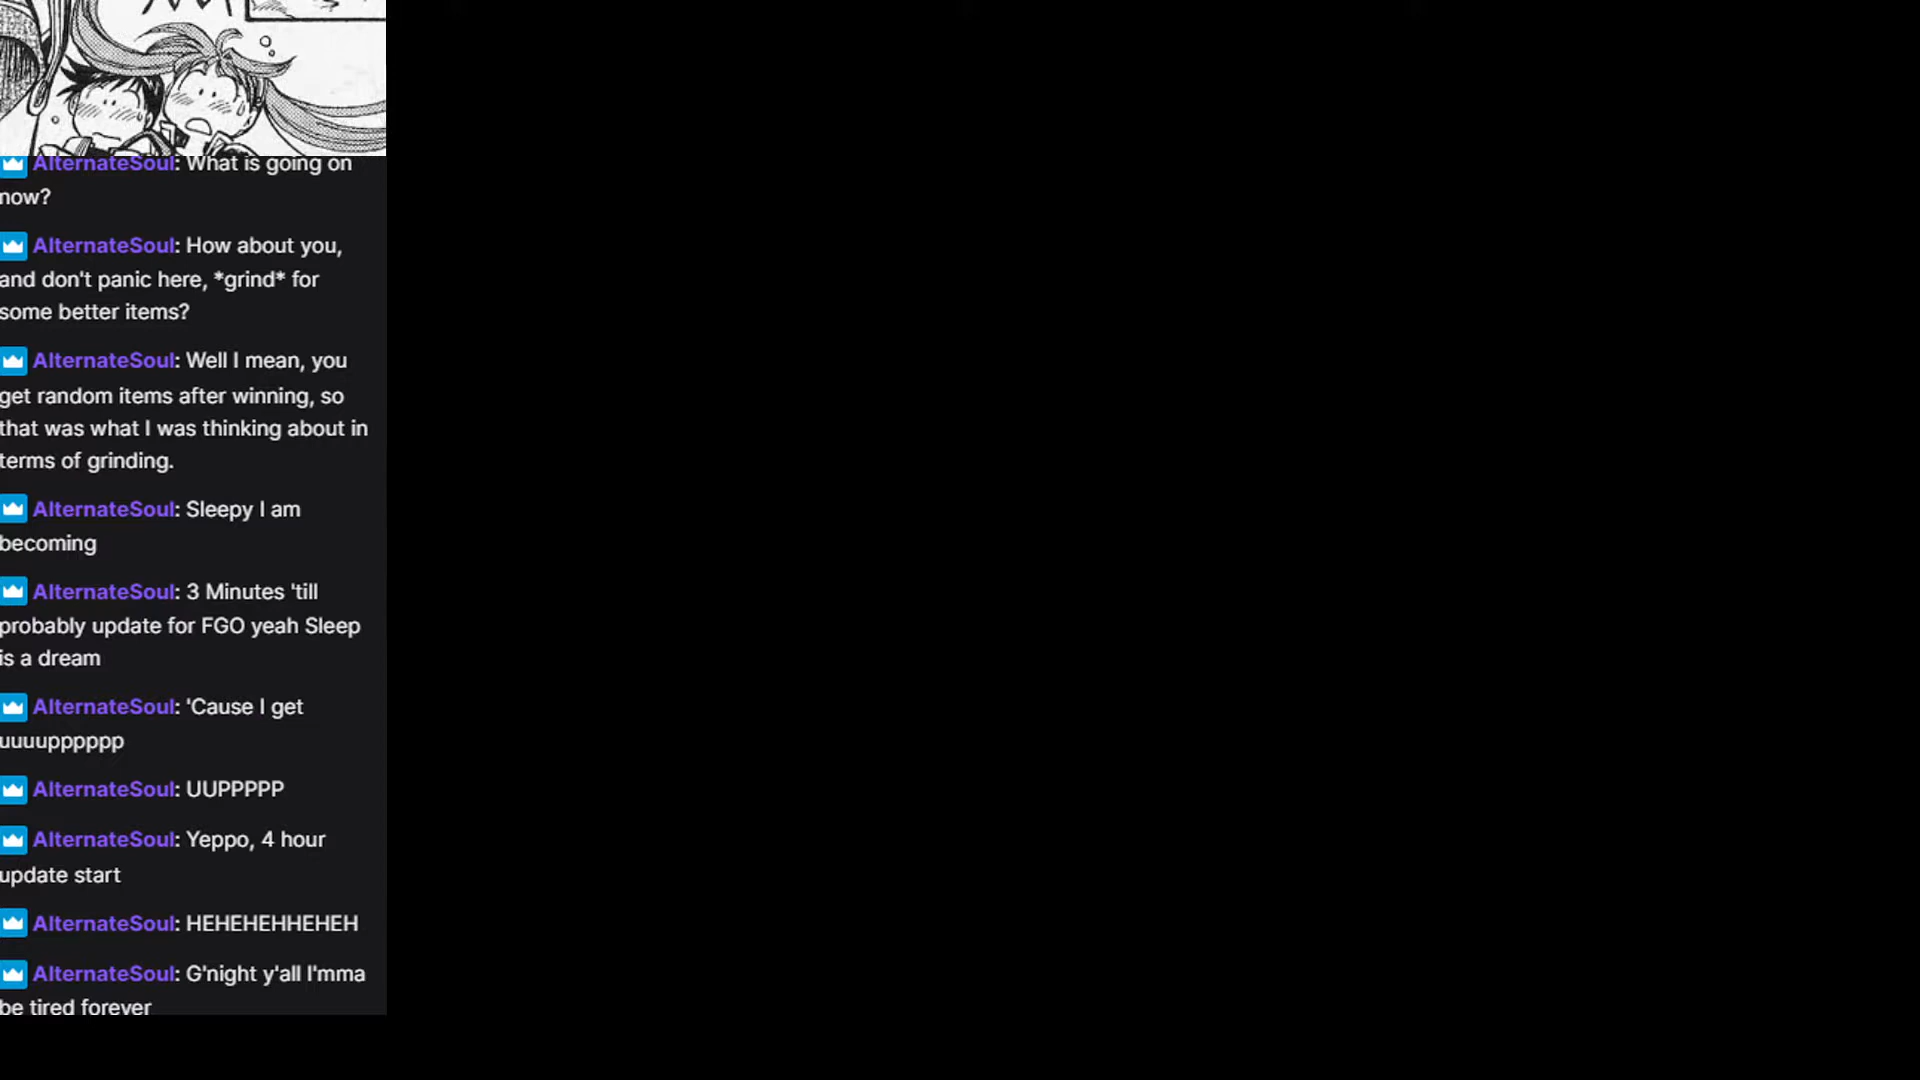 AlternateSoul: What is going on
now?
AlternateSoul: How about you,
and don't panic here, *grind* for
some better items?
AlternateSoul: Well I mean, you
get random items after winning, so
that was what I was thinking about in
terms of grinding.
AlternateSoul: Sleepy I am
becoming
AlternateSoul: 3 Minutes 'till
probably update for FGO yeah Sleep
is a dream
AlternateSoul: 'Cause I get
uuuupppppp
AlternateSoul: UUPPPPP
AlternateSoul: Yeppo, 4 hour
update start
AlternateSoul: HEHEHEHHEHEH
AlternateSoul: G'night y'all I'mma
be tired forever